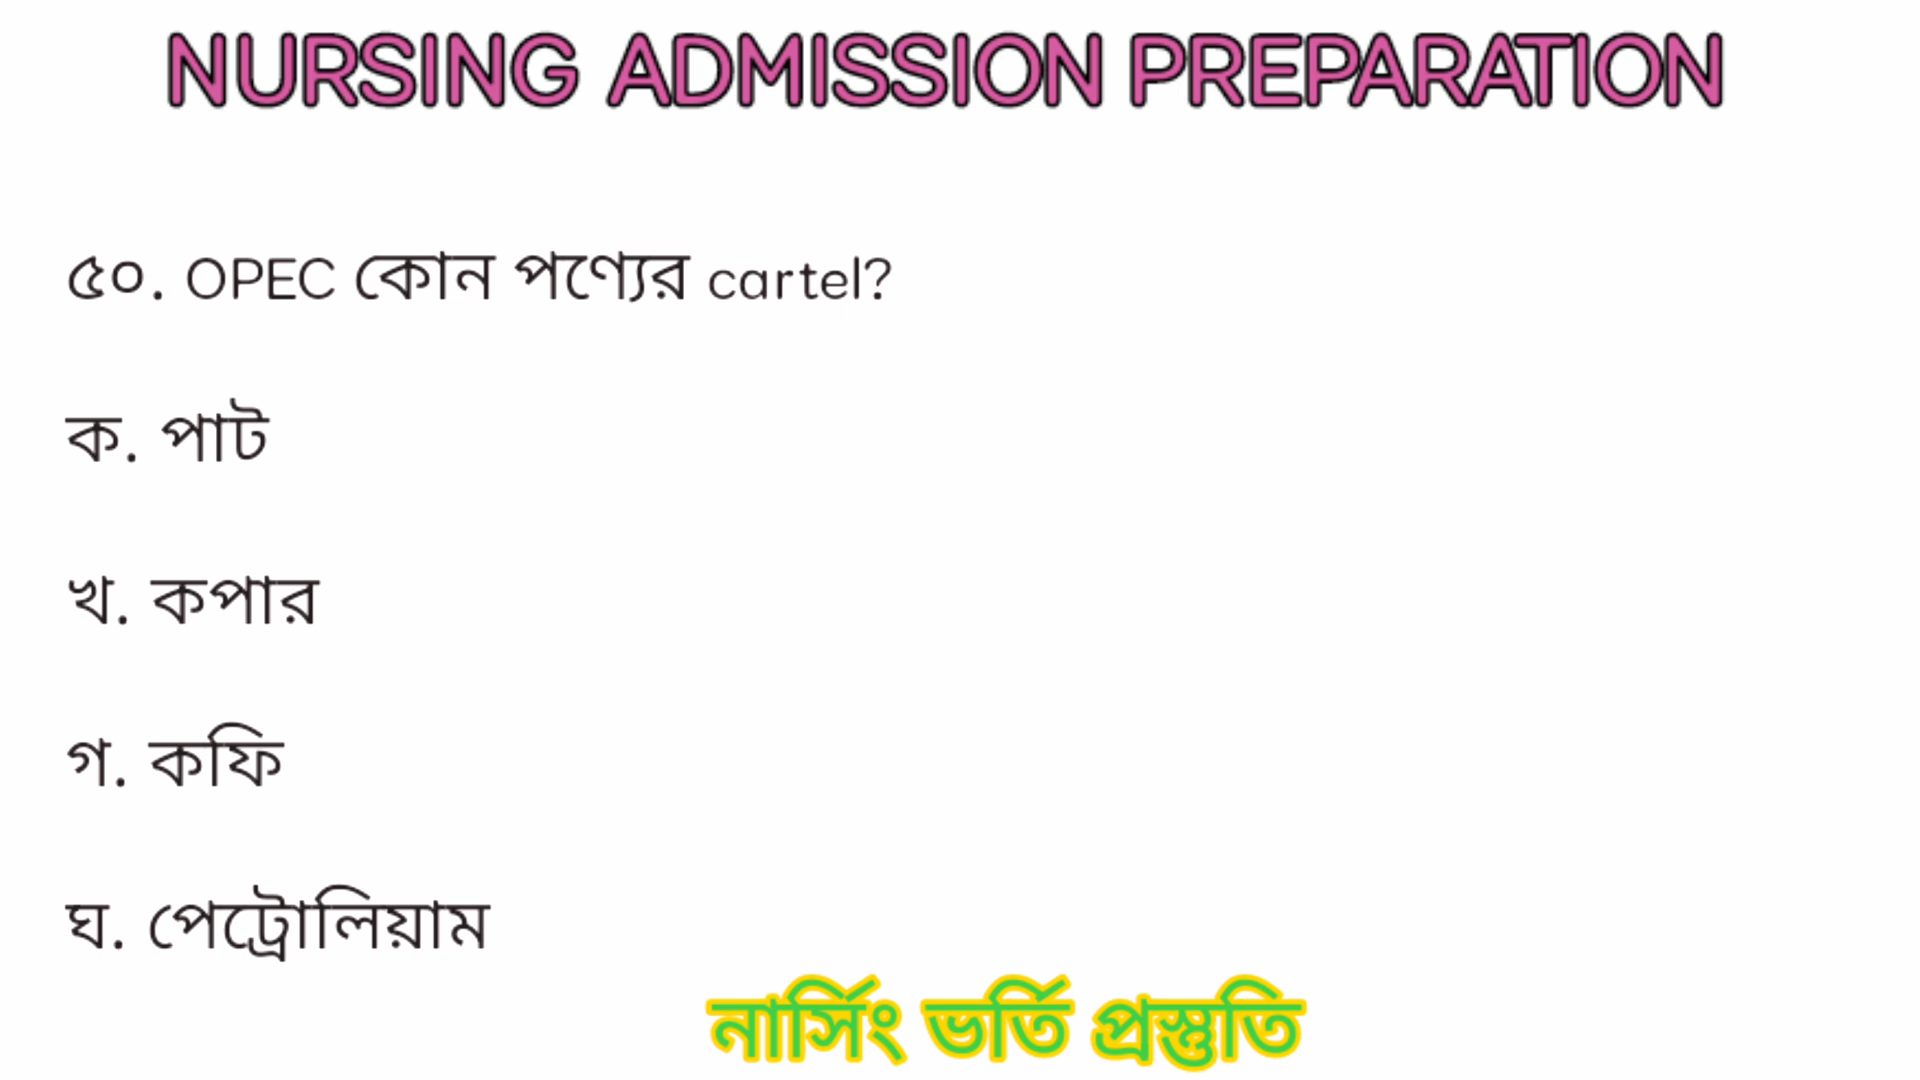 NURSING ADMISSION PREPARATION
৫০. OPEC কোন পণ্যের cartel?
ক. পাট
খ. কপার
গ. কফি
ঘ. পেট্রোলিয়াম
নার্সিং ভর্তি প্রস্তুতি